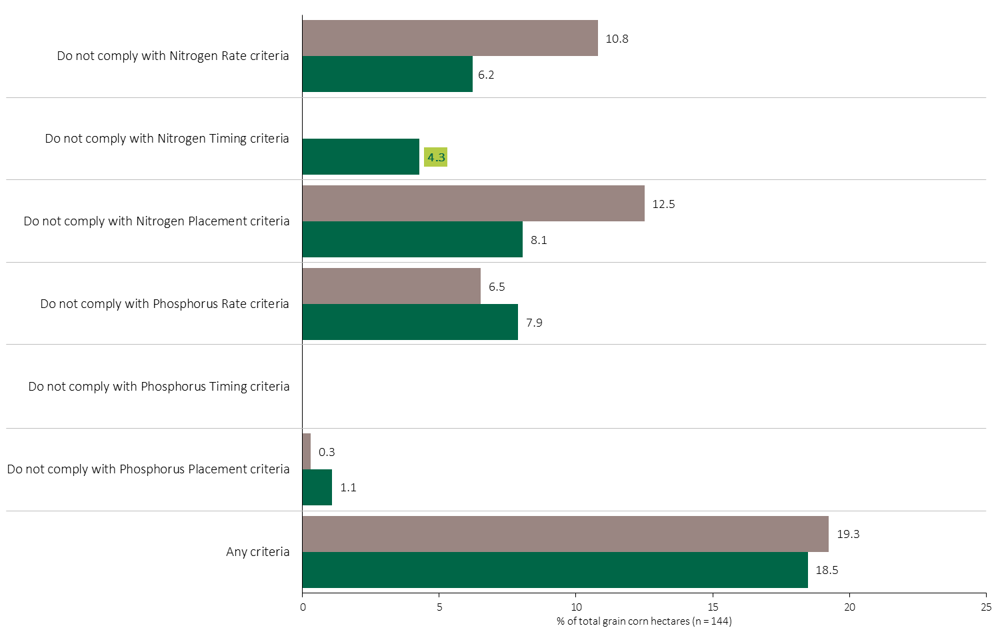 Do not comply with Nitrogen Rate criteria
10.8
6.2
Do not comply with Nitrogen Timing criteria
4.3
Do not comply with Nitrogen Placement criteria
12.5
8.1
Do not comply with Phosphorus Rate criteria
6.5
7.9
Do not comply with Phosphorus Timing criteria
Do not comply with Phosphorus Placement criteria
0.3
1.1
Any criteria
19.3
18.5
0 5 10 15 20 25
% of total grain corn hectares (n = 144)